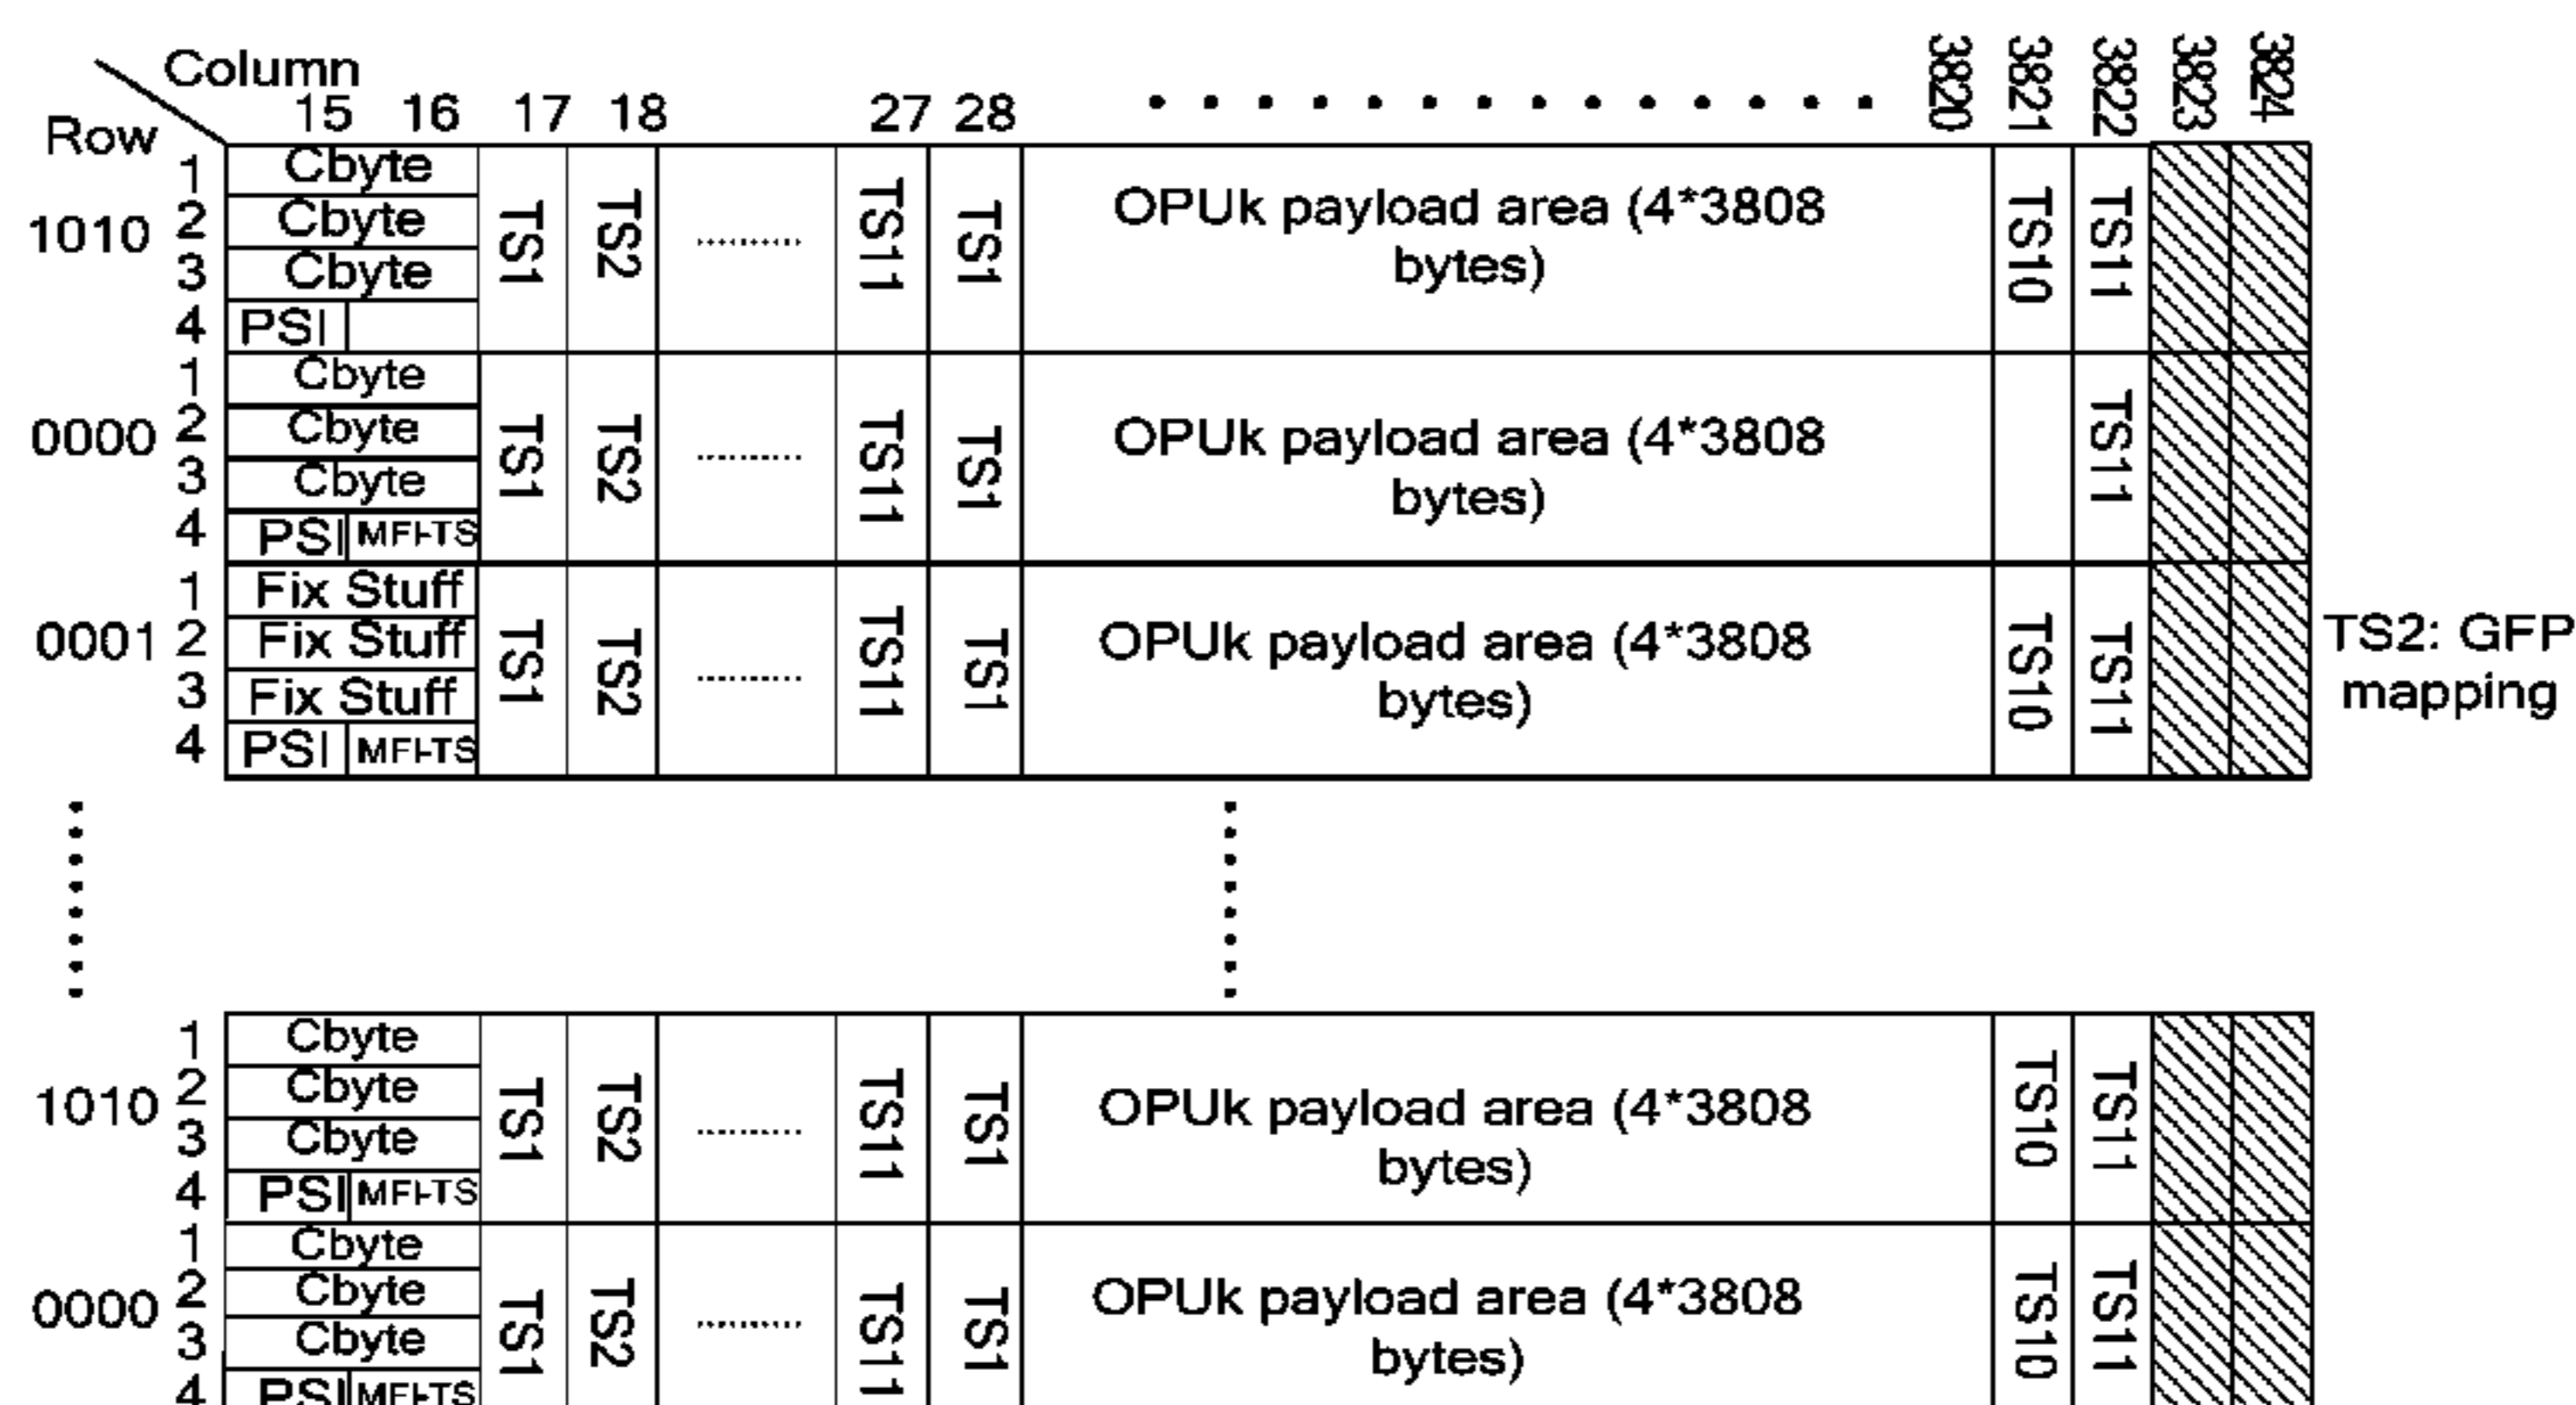 Column
15 16 17 18 27 28 3820 3821 3822 3823 3824
Row
1 Cbyte
1010 2 Cbyte TS1 TS2 ......... TS11 TS1 OPUk payload area (4*3808 bytes) TS10 TS11
3 Cbyte
4 PSI
1 Cbyte
0000 2 Cbyte TS1 TS2 ......... TS11 TS1 OPUk payload area (4*3808 bytes) TS11
3 Cbyte
4 PSI MFI-TS
1 Fix Stuff
0001 2 Fix Stuff TS1 TS2 ......... TS11 TS1 OPUk payload area (4*3808 bytes) TS10 TS11 TS2: GFP mapping
3 Fix Stuff
4 PSI MFI-TS
1 Cbyte
1010 2 Cbyte TS1 TS2 ......... TS11 TS1 OPUk payload area (4*3808 bytes) TS10 TS11
3 Cbyte
4 PSI MFI-TS
1 Cbyte
0000 2 Cbyte TS1 TS2 ......... TS11 TS1 OPUk payload area (4*3808 bytes) TS10 TS11
3 Cbyte
4 PSI MFI-TS